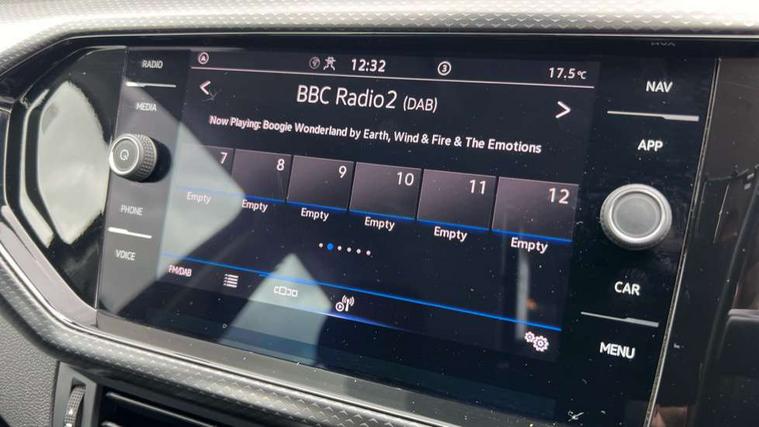 RADIO
MEDIA
PHONE
VOICE
A
12:32
3
17.5°C
<
BBC Radio2 (DAB)
>
Now Playing: Boogie Wonderland by Earth, Wind & Fire & The Emotions
7 8 9 10 11 12
Empty Empty Empty Empty Empty Empty
FM/DAB
NAV
APP
CAR
MENU